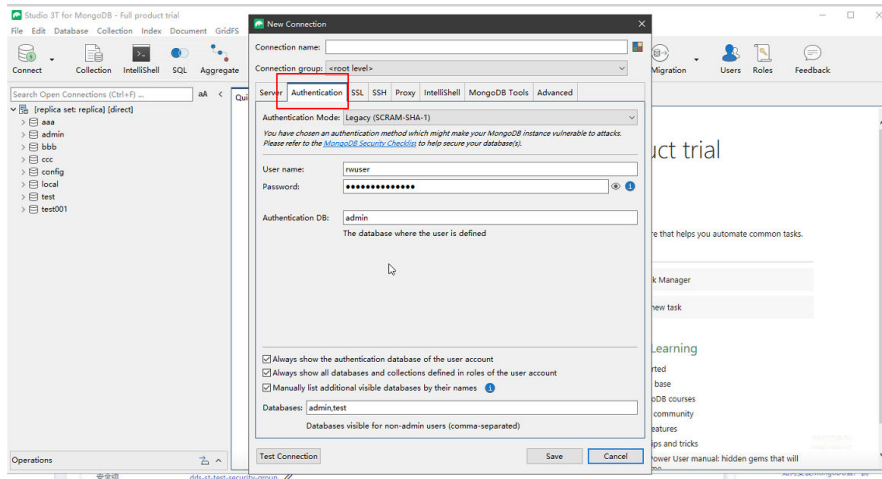 Studio 3T for MongoDB - Full product trial
File Edit Database Collection Index Document GridFS
Connect
Collection
IntelliShell
SQL
Aggregate
Migration
Users
Roles
Feedback
Search Open Connections (Ctrl+F) ...
aA
Qui
[replica set: replica] [direct]
aaa
admin
bbb
ccc
config
local
test
test001
Operations
New Connection
Connection name:
Connection group: <root level>
Server Authentication SSL SSH Proxy IntelliShell MongoDB Tools Advanced
Authentication Mode: Legacy (SCRAM-SHA-1)
You have chosen an authentication method which might make your MongoDB instance vulnerable to attacks.
Please refer to the MongoDB Security Checklist to help secure your database(s).
User name: rwuser
Password: ●●●●●●●●●●●●●●
Authentication DB: admin
The database where the user is defined
Always show the authentication database of the user account
Always show all databases and collections defined in roles of the user account
Manually list additional visible databases by their names
Databases: admin,test
Databases visible for non-admin users (comma-separated)
Test Connection
Save
Cancel
uct trial
re that helps you automate common tasks.
k Manager
new task
Learning
rted
base
oDB courses
community
eatures
ips and tricks
ower User manual: hidden gems that will
安全组
dds-st-test-security-group